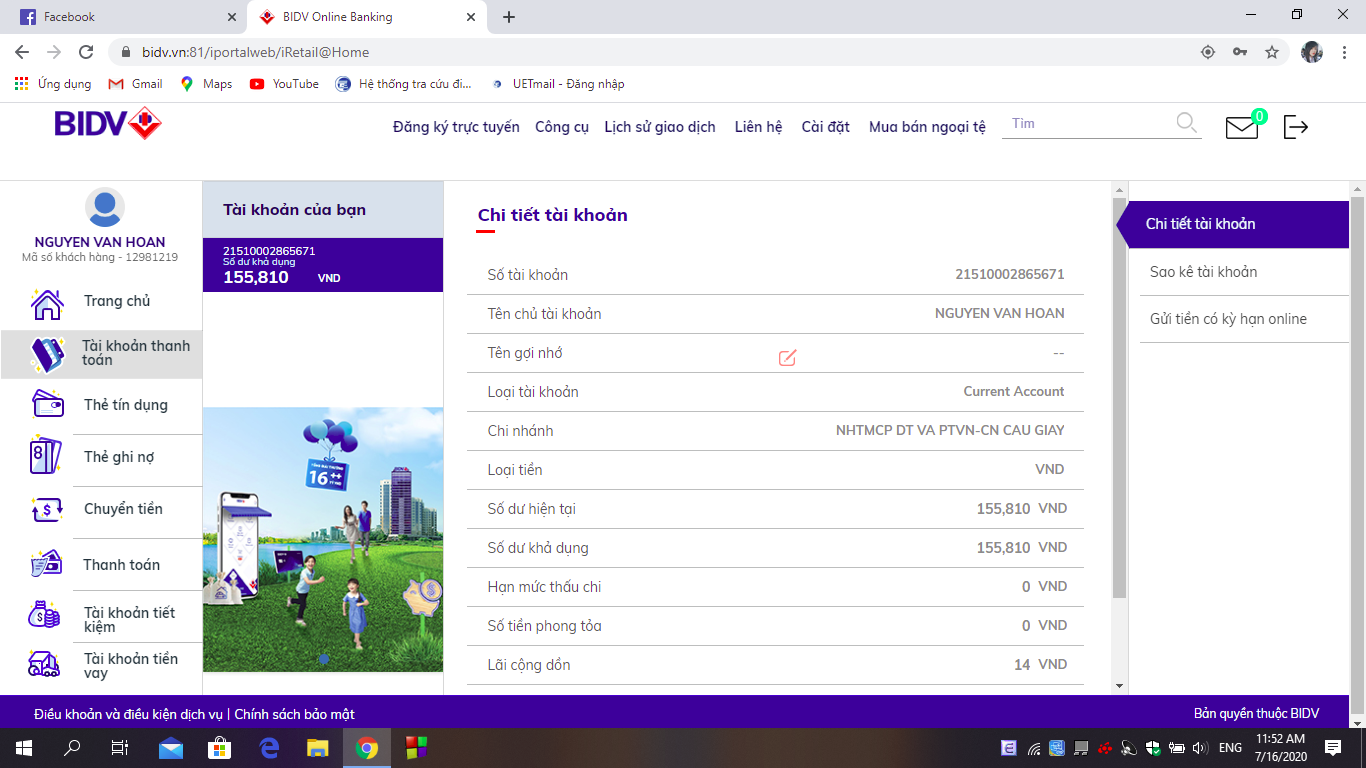 Facebook
BIDV Online Banking
bidv.vn:81/iportalweb/iRetail@Home
Ứng dụng
Gmail
Maps
YouTube
Hệ thống tra cứu đi...
UETmail - Đăng nhập
BIDV
Đăng ký trực tuyến
Công cụ
Lịch sử giao dịch
Liên hệ
Cài đặt
Mua bán ngoại tệ
Tìm
0
NGUYEN VAN HOAN
Mã số khách hàng - 12981219
Trang chủ
Tài khoản thanh
toán
Thẻ tín dụng
Thẻ ghi nợ
Chuyển tiền
Thanh toán
Tài khoản tiết
kiệm
Tài khoản tiền
vay
Tài khoản của bạn
21510002865671
Số dư khả dụng
155,810 VND
16
Chi tiết tài khoản
Số tài khoản 21510002865671
Tên chủ tài khoản NGUYEN VAN HOAN
Tên gợi nhớ --
Loại tài khoản Current Account
Chi nhánh NHTMCP DT VA PTVN-CN CAU GIAY
Loại tiền VND
Số dư hiện tại 155,810 VND
Số dư khả dụng 155,810 VND
Hạn mức thấu chi 0 VND
Số tiền phong tỏa 0 VND
Lãi cộng dồn 14 VND
Chi tiết tài khoản
Sao kê tài khoản
Gửi tiền có kỳ hạn online
Điều khoản và điều kiện dịch vụ | Chính sách bảo mật
Bản quyền thuộc BIDV
ENG
11:52 AM
7/16/2020